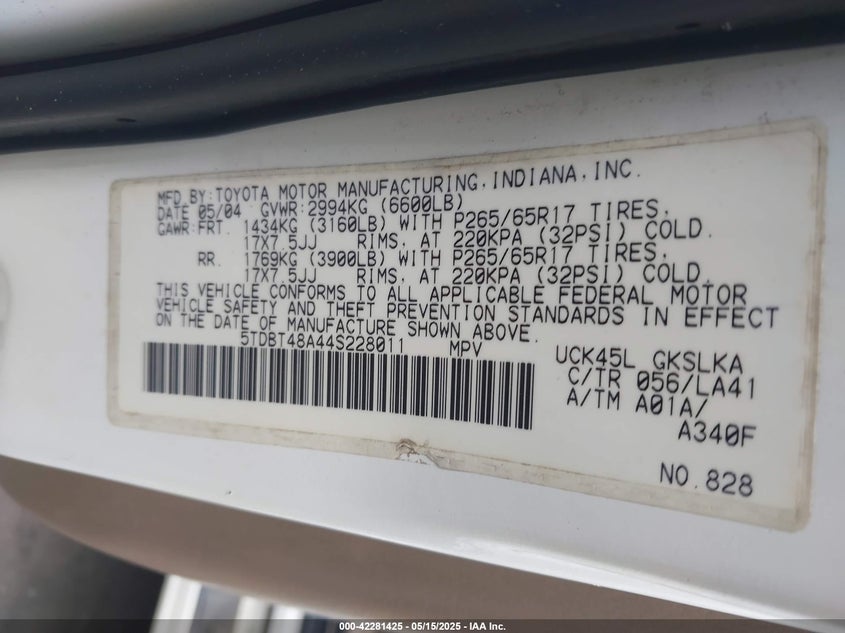 MFD.BY:TOYOTA MOTOR MANUFACTURING,INDIANA,INC.
DATE 05/04 GVWR:2994KG (6600LB)
GAWR:FRT. 1434KG (3160LB) WITH P265/65R17 TIRES,
17X7.5JJ RIMS, AT 220KPA (32PSI) COLD.
RR. 1769KG (3900LB) WITH P265/65R17 TIRES,
17X7.5JJ RIMS, AT 220KPA (32PSI) COLD.
THIS VEHICLE CONFORMS TO ALL APPLICABLE FEDERAL MOTOR
VEHICLE SAFETY AND THEFT PREVENTION STANDARDS IN EFFECT
ON THE DATE OF MANUFACTURE SHOWN ABOVE.
5TDBT48A44S228011 MPV
UCK45L GKSLKA
C/TR 056/LA41
A/TM A01A/
A340F
NO.828
000-42281425 - 05/15/2025 - IAA Inc.